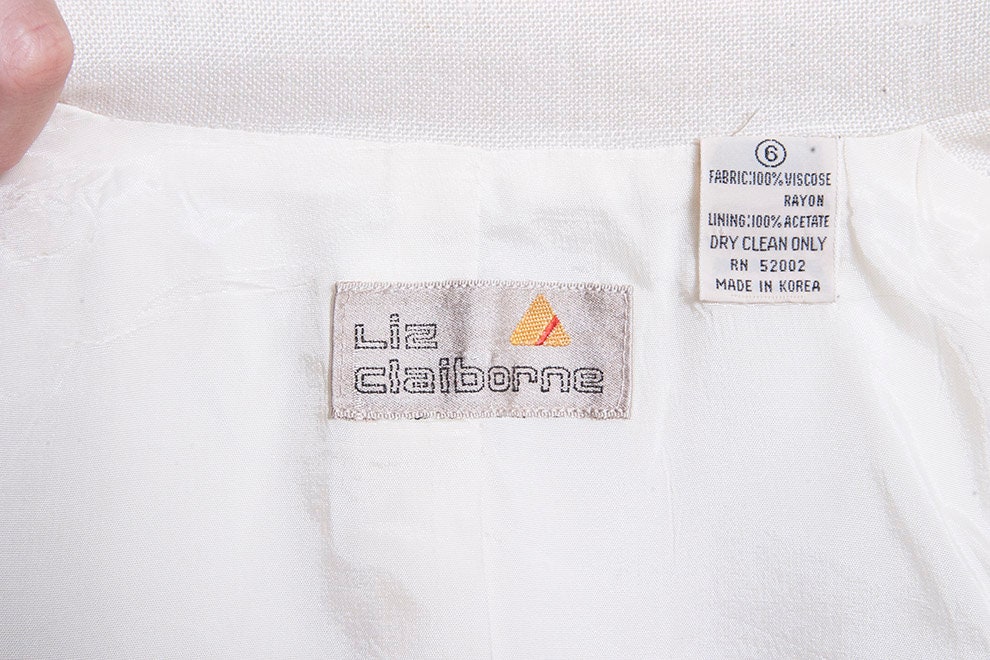 Liz
claiborne
6
FABRIC:100% VISCOSE
RAYON
LINING:100% ACETATE
DRY CLEAN ONLY
RN 52002
MADE IN KOREA